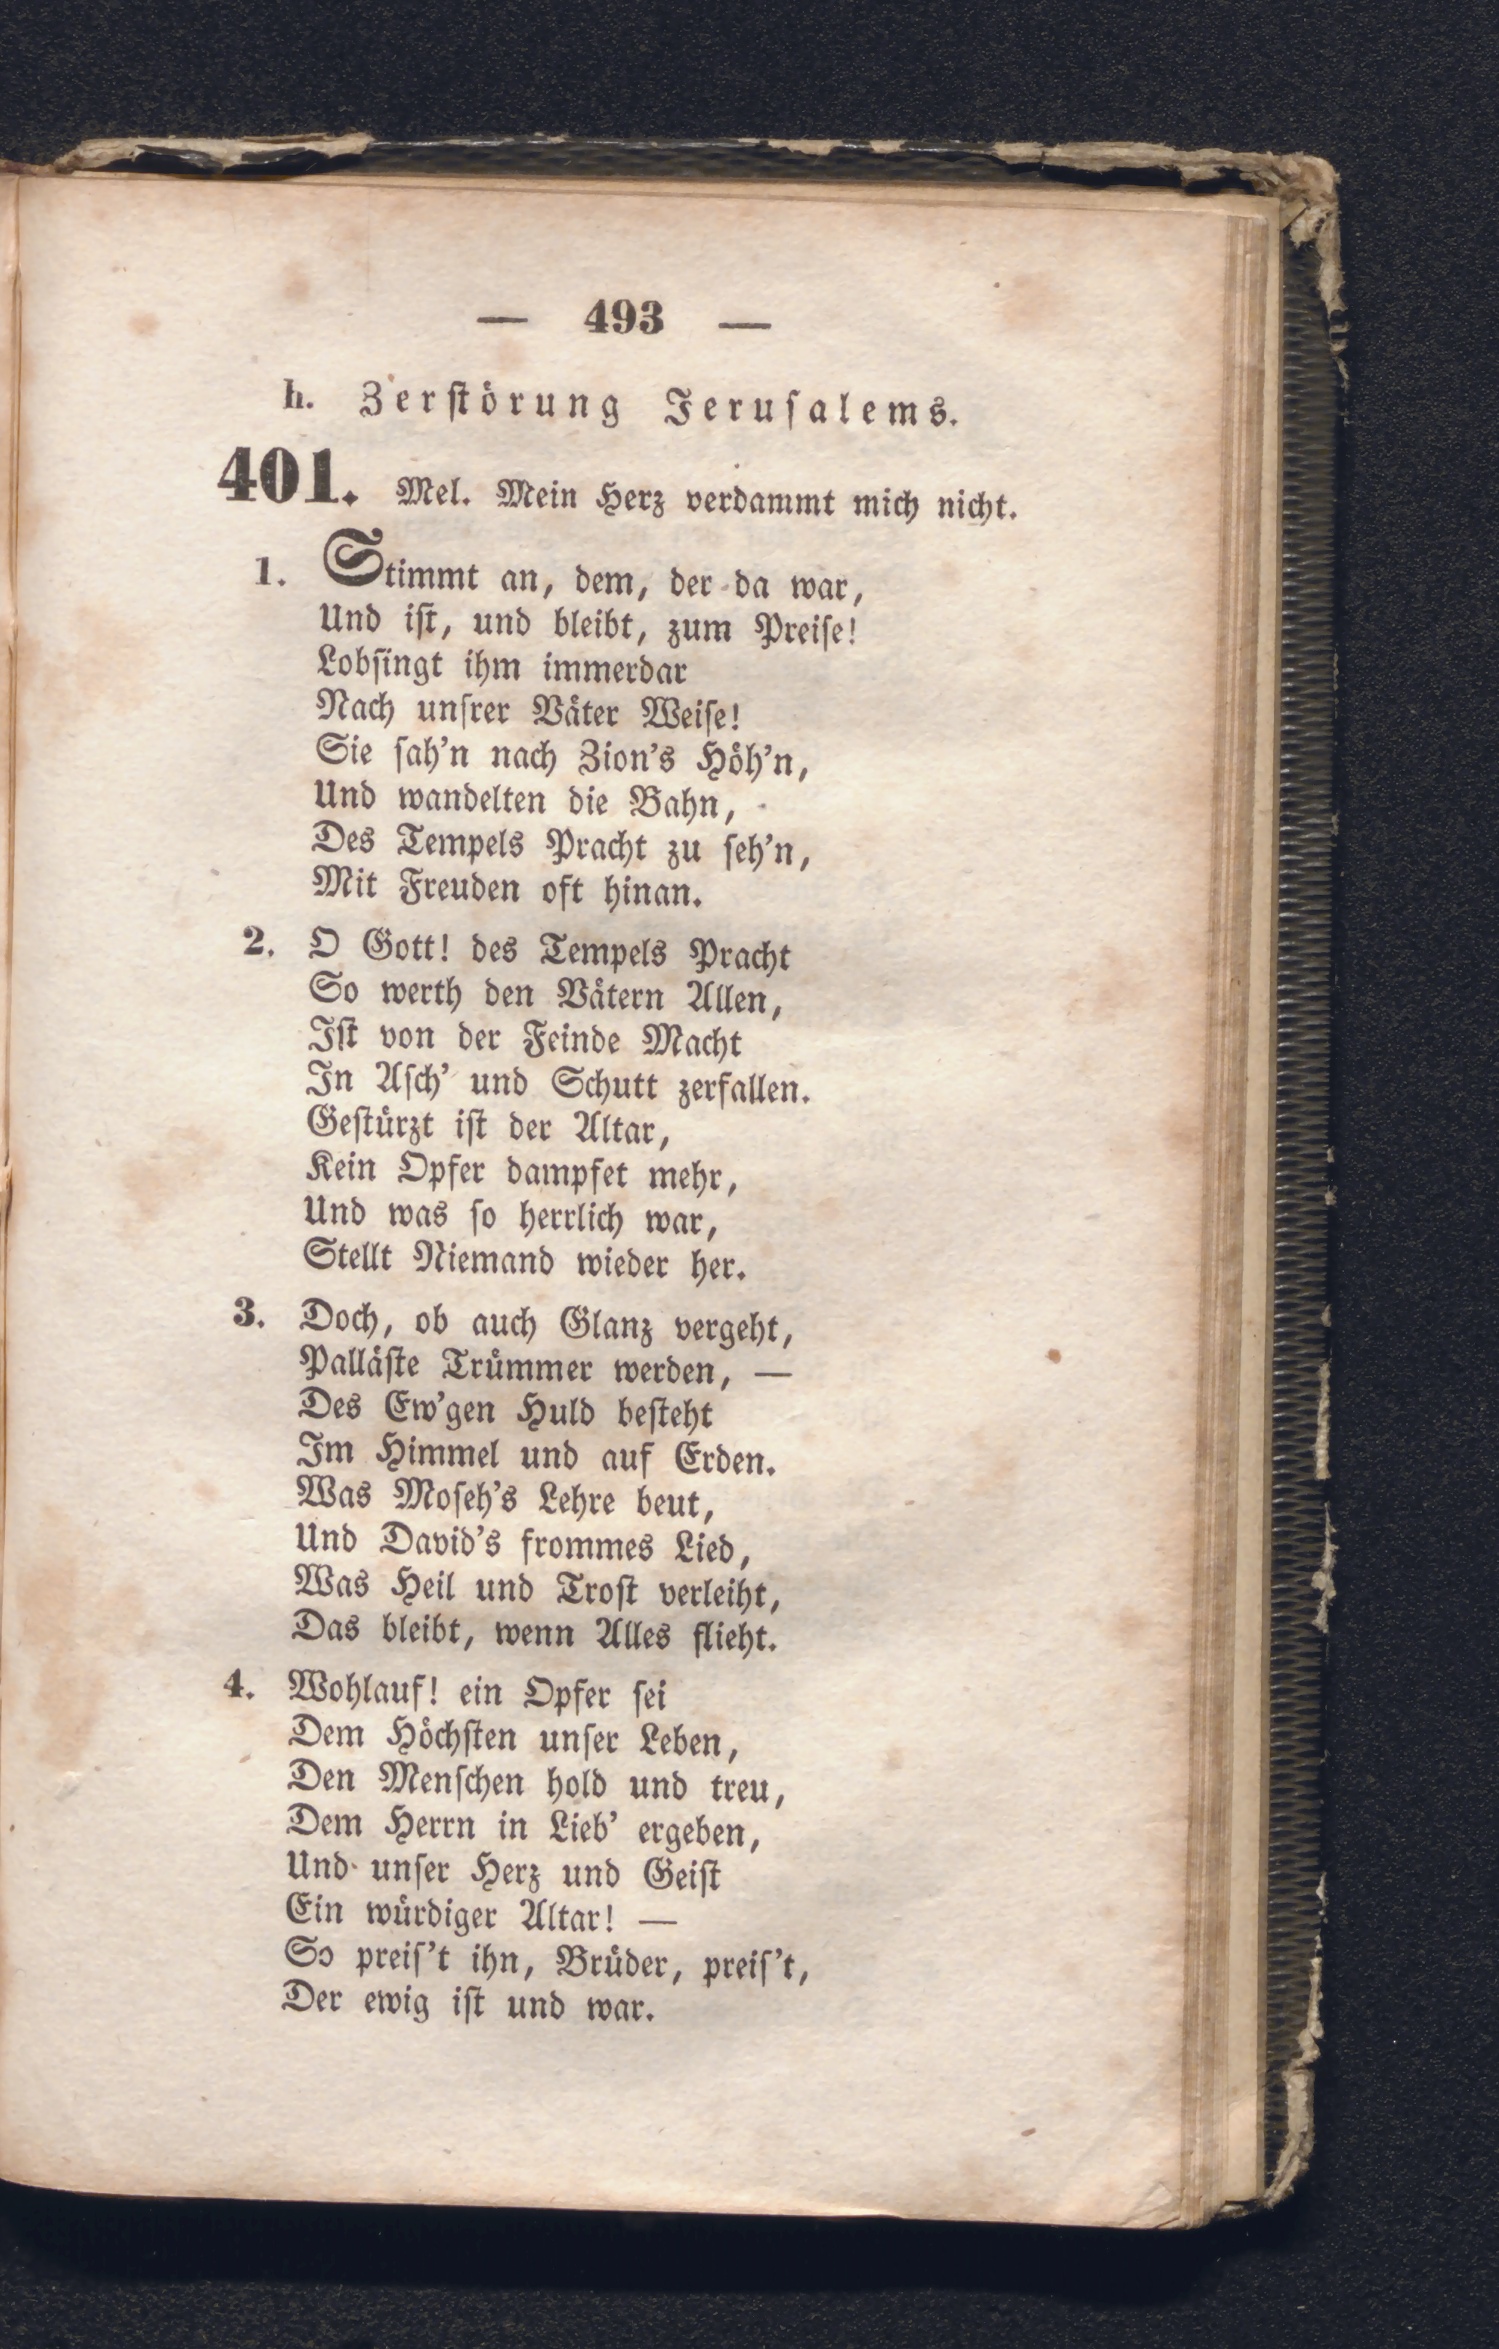 — 493 —
h. Zerstörung Jerusalems.
401. Mel. Mein Herz verdammt mich nicht.
1. Stimmt an, dem, der da war,
Und ist, und bleibt, zum Preise!
Lobsingt ihm immerdar
Nach unsrer Väter Weise!
Sie sah'n nach Zion's Höh'n,
Und wandelten die Bahn,
Des Tempels Pracht zu seh'n,
Mit Freuden oft hinan.
2. O Gott! des Tempels Pracht
So werth den Vätern Allen,
Ist von der Feinde Macht
In Asch' und Schutt zerfallen.
Gestürzt ist der Altar,
Kein Opfer dampfet mehr,
Und was so herrlich war,
Stellt Niemand wieder her.
3. Doch, ob auch Glanz vergeht,
Palläste Trümmer werden, —
Des Ew'gen Huld besteht
Im Himmel und auf Erden.
Was Moseh's Lehre beut,
Und David's frommes Lied,
Was Heil und Trost verleiht,
Das bleibt, wenn Alles flieht.
4. Wohlauf! ein Opfer sei
Dem Höchsten unser Leben,
Den Menschen hold und treu,
Dem Herrn in Lieb' ergeben,
Und unser Herz und Geist
Ein würdiger Altar! —
So preis't ihn, Brüder, preis't,
Der ewig ist und war.